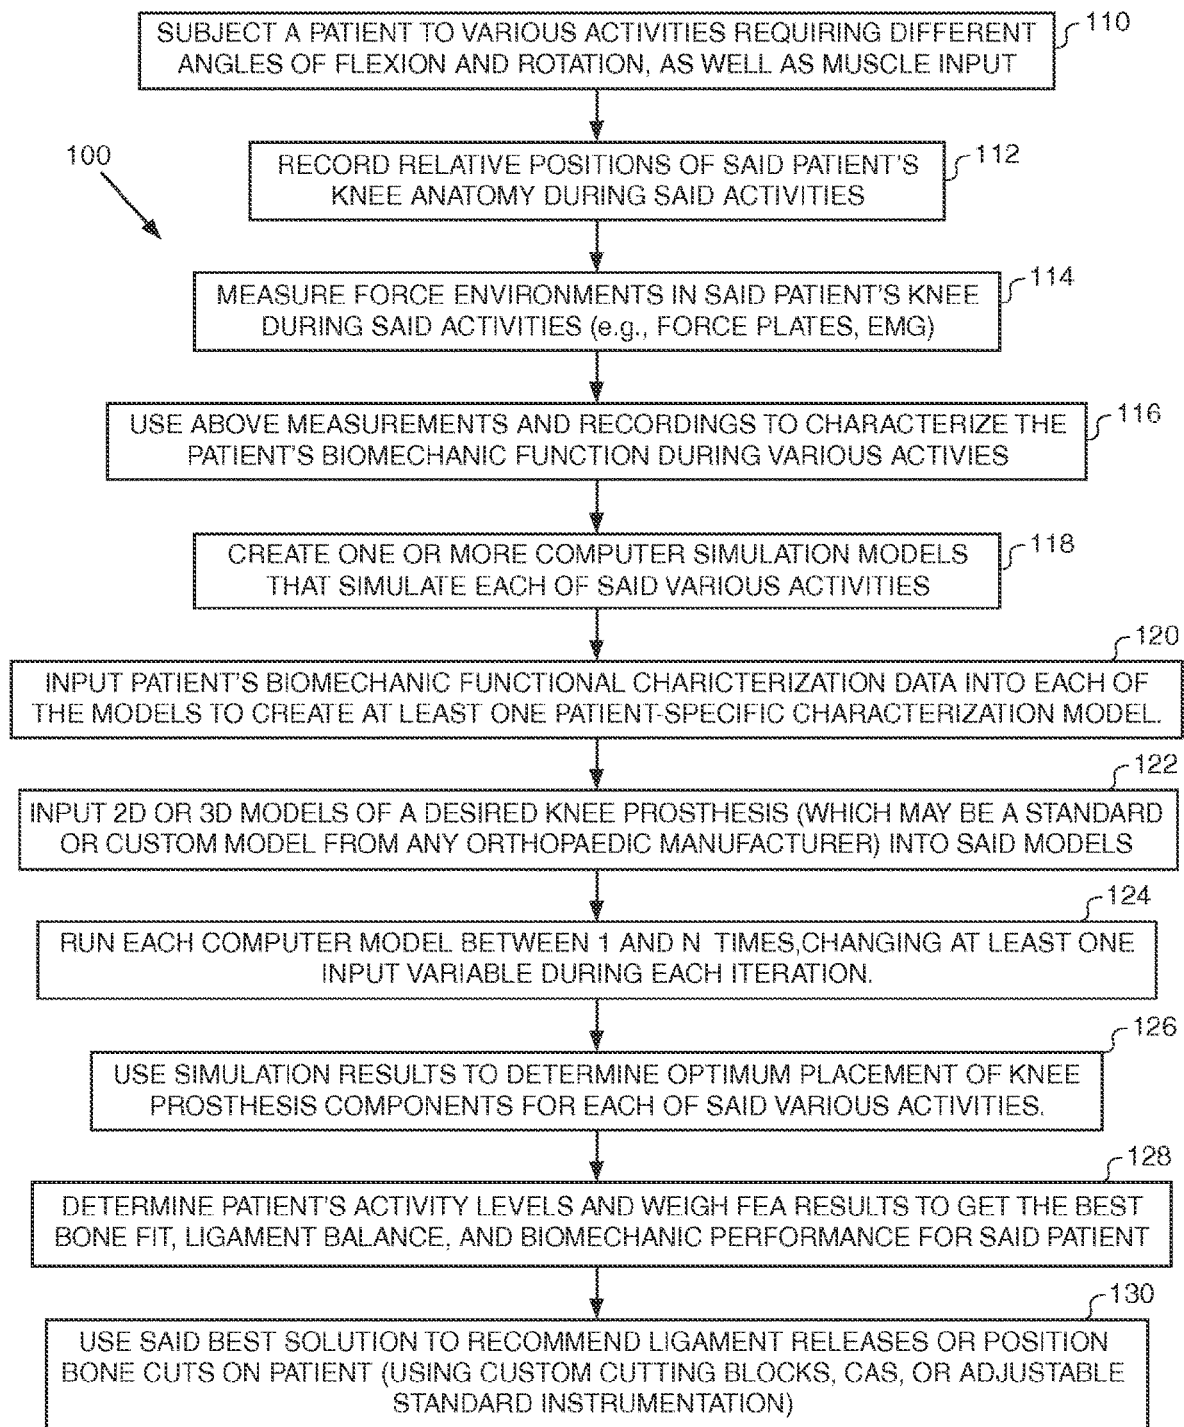 SUBJECT A PATIENT TO VARIOUS ACTIVITIES REQUIRING DIFFERENT
ANGLES OF FLEXION AND ROTATION, AS WELL AS MUSCLE INPUT
110
100
RECORD RELATIVE POSITIONS OF SAID PATIENT'S
KNEE ANATOMY DURING SAID ACTIVITIES
112
MEASURE FORCE ENVIRONMENTS IN SAID PATIENT'S KNEE
DURING SAID ACTIVITIES (e.g., FORCE PLATES, EMG)
114
USE ABOVE MEASUREMENTS AND RECORDINGS TO CHARACTERIZE THE
PATIENT'S BIOMECHANIC FUNCTION DURING VARIOUS ACTIVIES
116
CREATE ONE OR MORE COMPUTER SIMULATION MODELS
THAT SIMULATE EACH OF SAID VARIOUS ACTIVITIES
118
120
INPUT PATIENT'S BIOMECHANIC FUNCTIONAL CHARICTERIZATION DATA INTO EACH OF
THE MODELS TO CREATE AT LEAST ONE PATIENT-SPECIFIC CHARACTERIZATION MODEL.
122
INPUT 2D OR 3D MODELS OF A DESIRED KNEE PROSTHESIS (WHICH MAY BE A STANDARD
OR CUSTOM MODEL FROM ANY ORTHOPAEDIC MANUFACTURER) INTO SAID MODELS
124
RUN EACH COMPUTER MODEL BETWEEN 1 AND N TIMES,CHANGING AT LEAST ONE
INPUT VARIABLE DURING EACH ITERATION.
126
USE SIMULATION RESULTS TO DETERMINE OPTIMUM PLACEMENT OF KNEE
PROSTHESIS COMPONENTS FOR EACH OF SAID VARIOUS ACTIVITIES.
128
DETERMINE PATIENT'S ACTIVITY LEVELS AND WEIGH FEA RESULTS TO GET THE BEST
BONE FIT, LIGAMENT BALANCE, AND BIOMECHANIC PERFORMANCE FOR SAID PATIENT
130
USE SAID BEST SOLUTION TO RECOMMEND LIGAMENT RELEASES OR POSITION
BONE CUTS ON PATIENT (USING CUSTOM CUTTING BLOCKS, CAS, OR ADJUSTABLE
STANDARD INSTRUMENTATION)